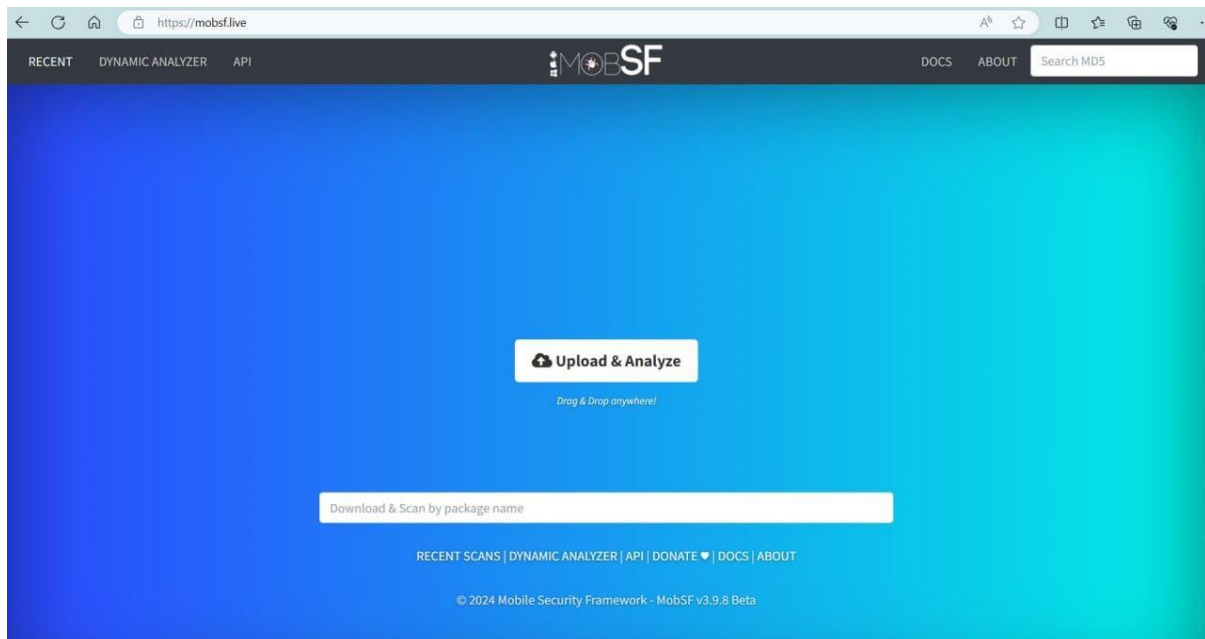 https://mobsf.live
RECENT DYNAMIC ANALYZER API MOBSF DOCS ABOUT Search MD5
Upload & Analyze
Drag & Drop anywhere!
Download & Scan by package name
RECENT SCANS | DYNAMIC ANALYZER | API | DONATE ♥ | DOCS | ABOUT
© 2024 Mobile Security Framework - MobSF v3.9.8 Beta